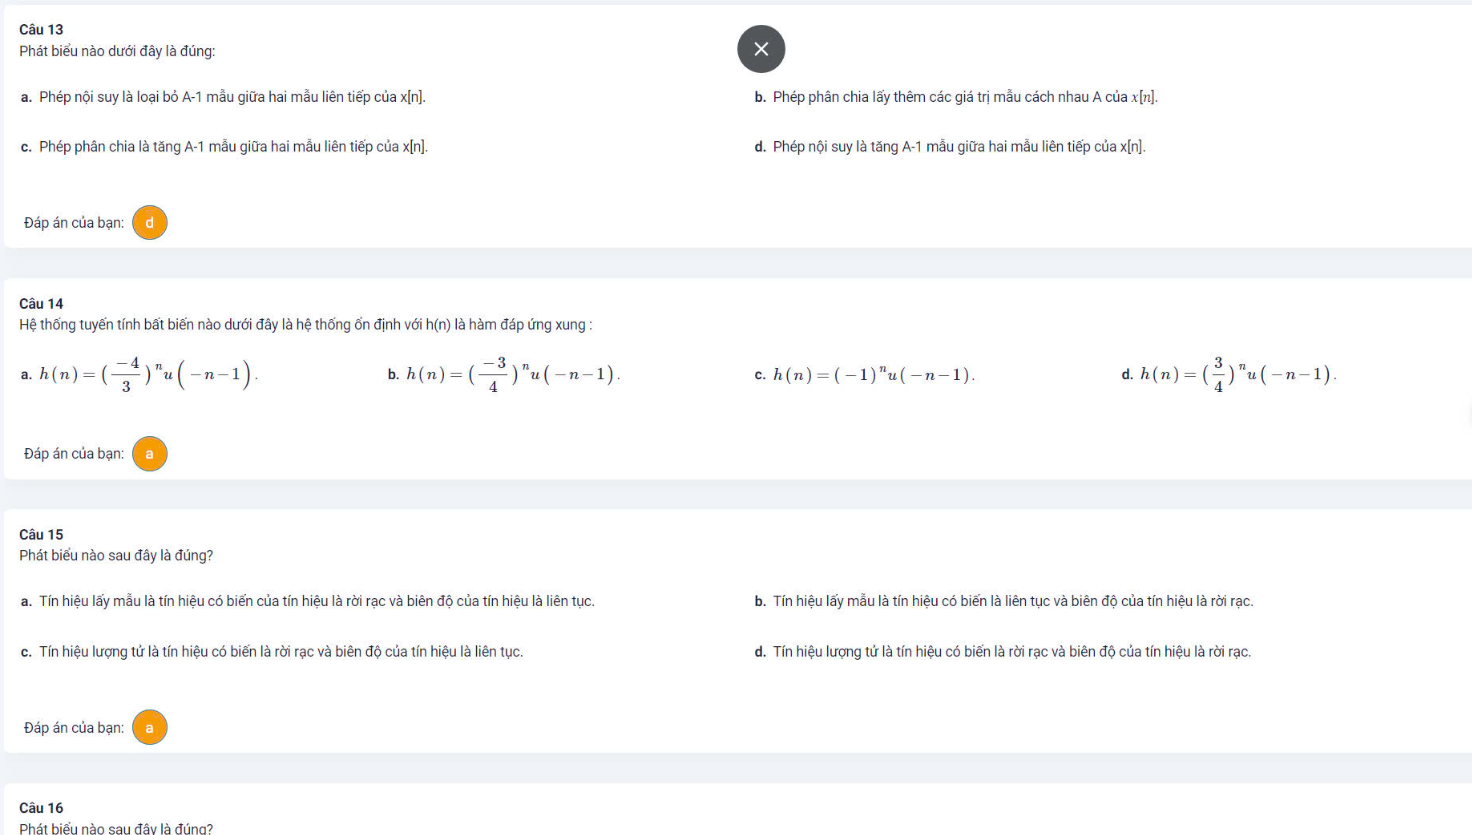 Câu 13
Phát biểu nào dưới đây là đúng:
a. Phép nội suy là loại bỏ A-1 mẫu giữa hai mẫu liên tiếp của x[n].
b. Phép phân chia lấy thêm các giá trị mẫu cách nhau A của x[n].
c. Phép phân chia là tăng A-1 mẫu giữa hai mẫu liên tiếp của x[n].
d. Phép nội suy là tăng A-1 mẫu giữa hai mẫu liên tiếp của x[n].
Đáp án của bạn: d
Câu 14
Hệ thống tuyến tính bất biến nào dưới đây là hệ thống ổn định với h(n) là hàm đáp ứng xung :
a. h(n)=(\frac{-4}{3})^n u(-n-1).
b. h(n)=(\frac{-3}{4})^n u(-n-1).
c. h(n)=(-1)^n u(-n-1).
d. h(n)=(\frac{3}{4})^n u(-n-1).
Đáp án của bạn: a
Câu 15
Phát biểu nào sau đây là đúng?
a. Tín hiệu lấy mẫu là tín hiệu có biến của tín hiệu là rời rạc và biên độ của tín hiệu là liên tục.
b. Tín hiệu lấy mẫu là tín hiệu có biến là liên tục và biên độ của tín hiệu là rời rạc.
c. Tín hiệu lượng tử là tín hiệu có biến là rời rạc và biên độ của tín hiệu là liên tục.
d. Tín hiệu lượng tử là tín hiệu có biến là rời rạc và biên độ của tín hiệu là rời rạc.
Đáp án của bạn: a
Câu 16
Phát biểu nào sau đây là đúng?